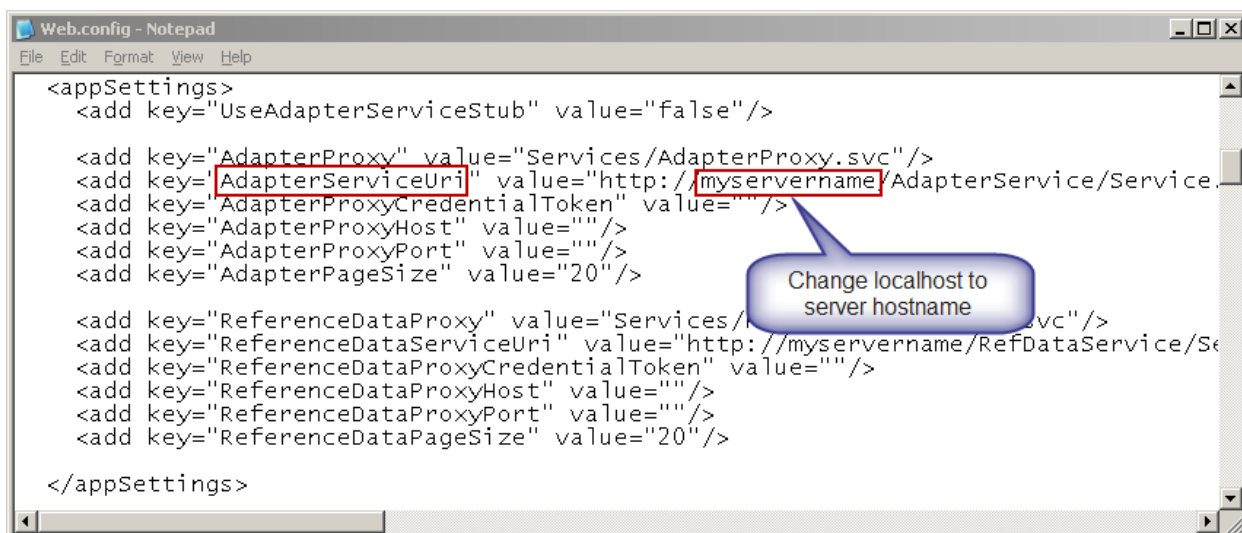 Web.config - Notepad
File Edit Format View Help
<appSettings>
<add key="UseAdapterServiceStub" value="false"/>
<add key="AdapterProxy" value="Services/AdapterProxy.svc"/>
<add key="AdapterServiceUri" value="http://myservername/AdapterService/Service.
<add key="AdapterProxyCredentialToken" value=""/>
<add key="AdapterProxyHost" value=""/>
<add key="AdapterProxyPort" value=""/>
<add key="AdapterPageSize" value="20"/>
Change localhost to
server hostname
<add key="ReferenceDataProxy" value="Services/ svc"/>
<add key="ReferenceDataServiceUri" value="http://myservername/RefDataService/Se
<add key="ReferenceDataProxyCredentialToken" value=""/>
<add key="ReferenceDataProxyHost" value=""/>
<add key="ReferenceDataProxyPort" value=""/>
<add key="ReferenceDataPageSize" value="20"/>
</appSettings>